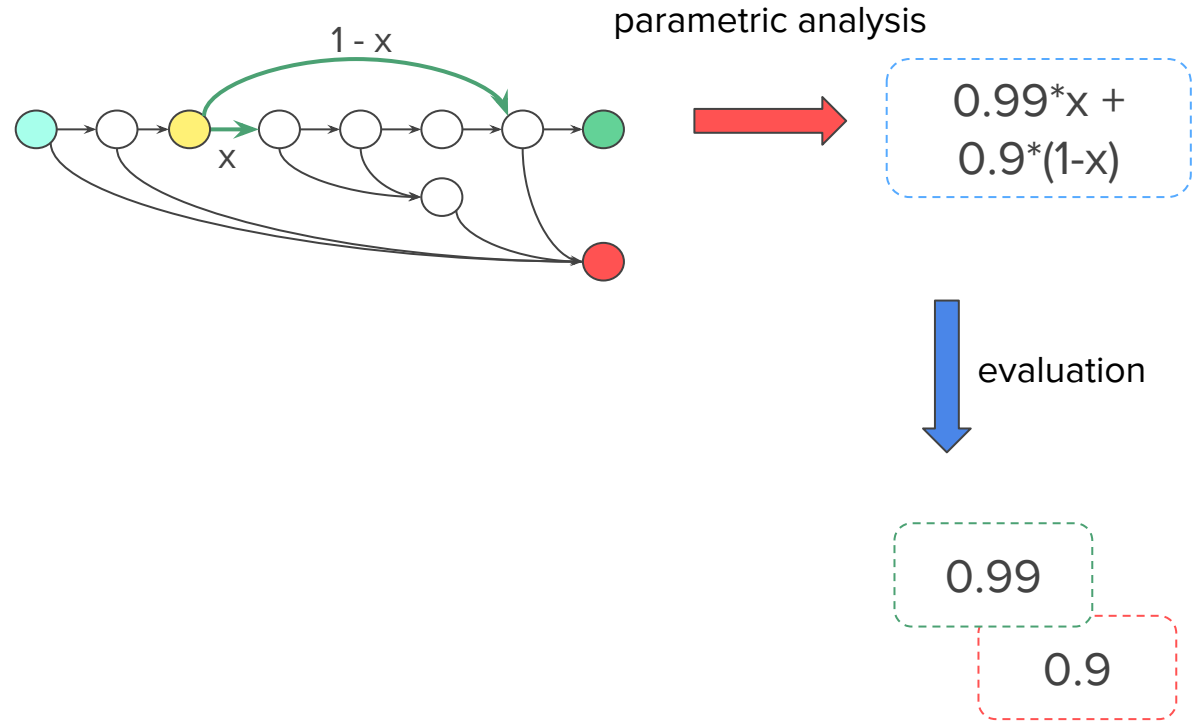 parametric analysis
1 - x
x
0.99*x +
0.9*(1-x)
evaluation
0.99
0.9